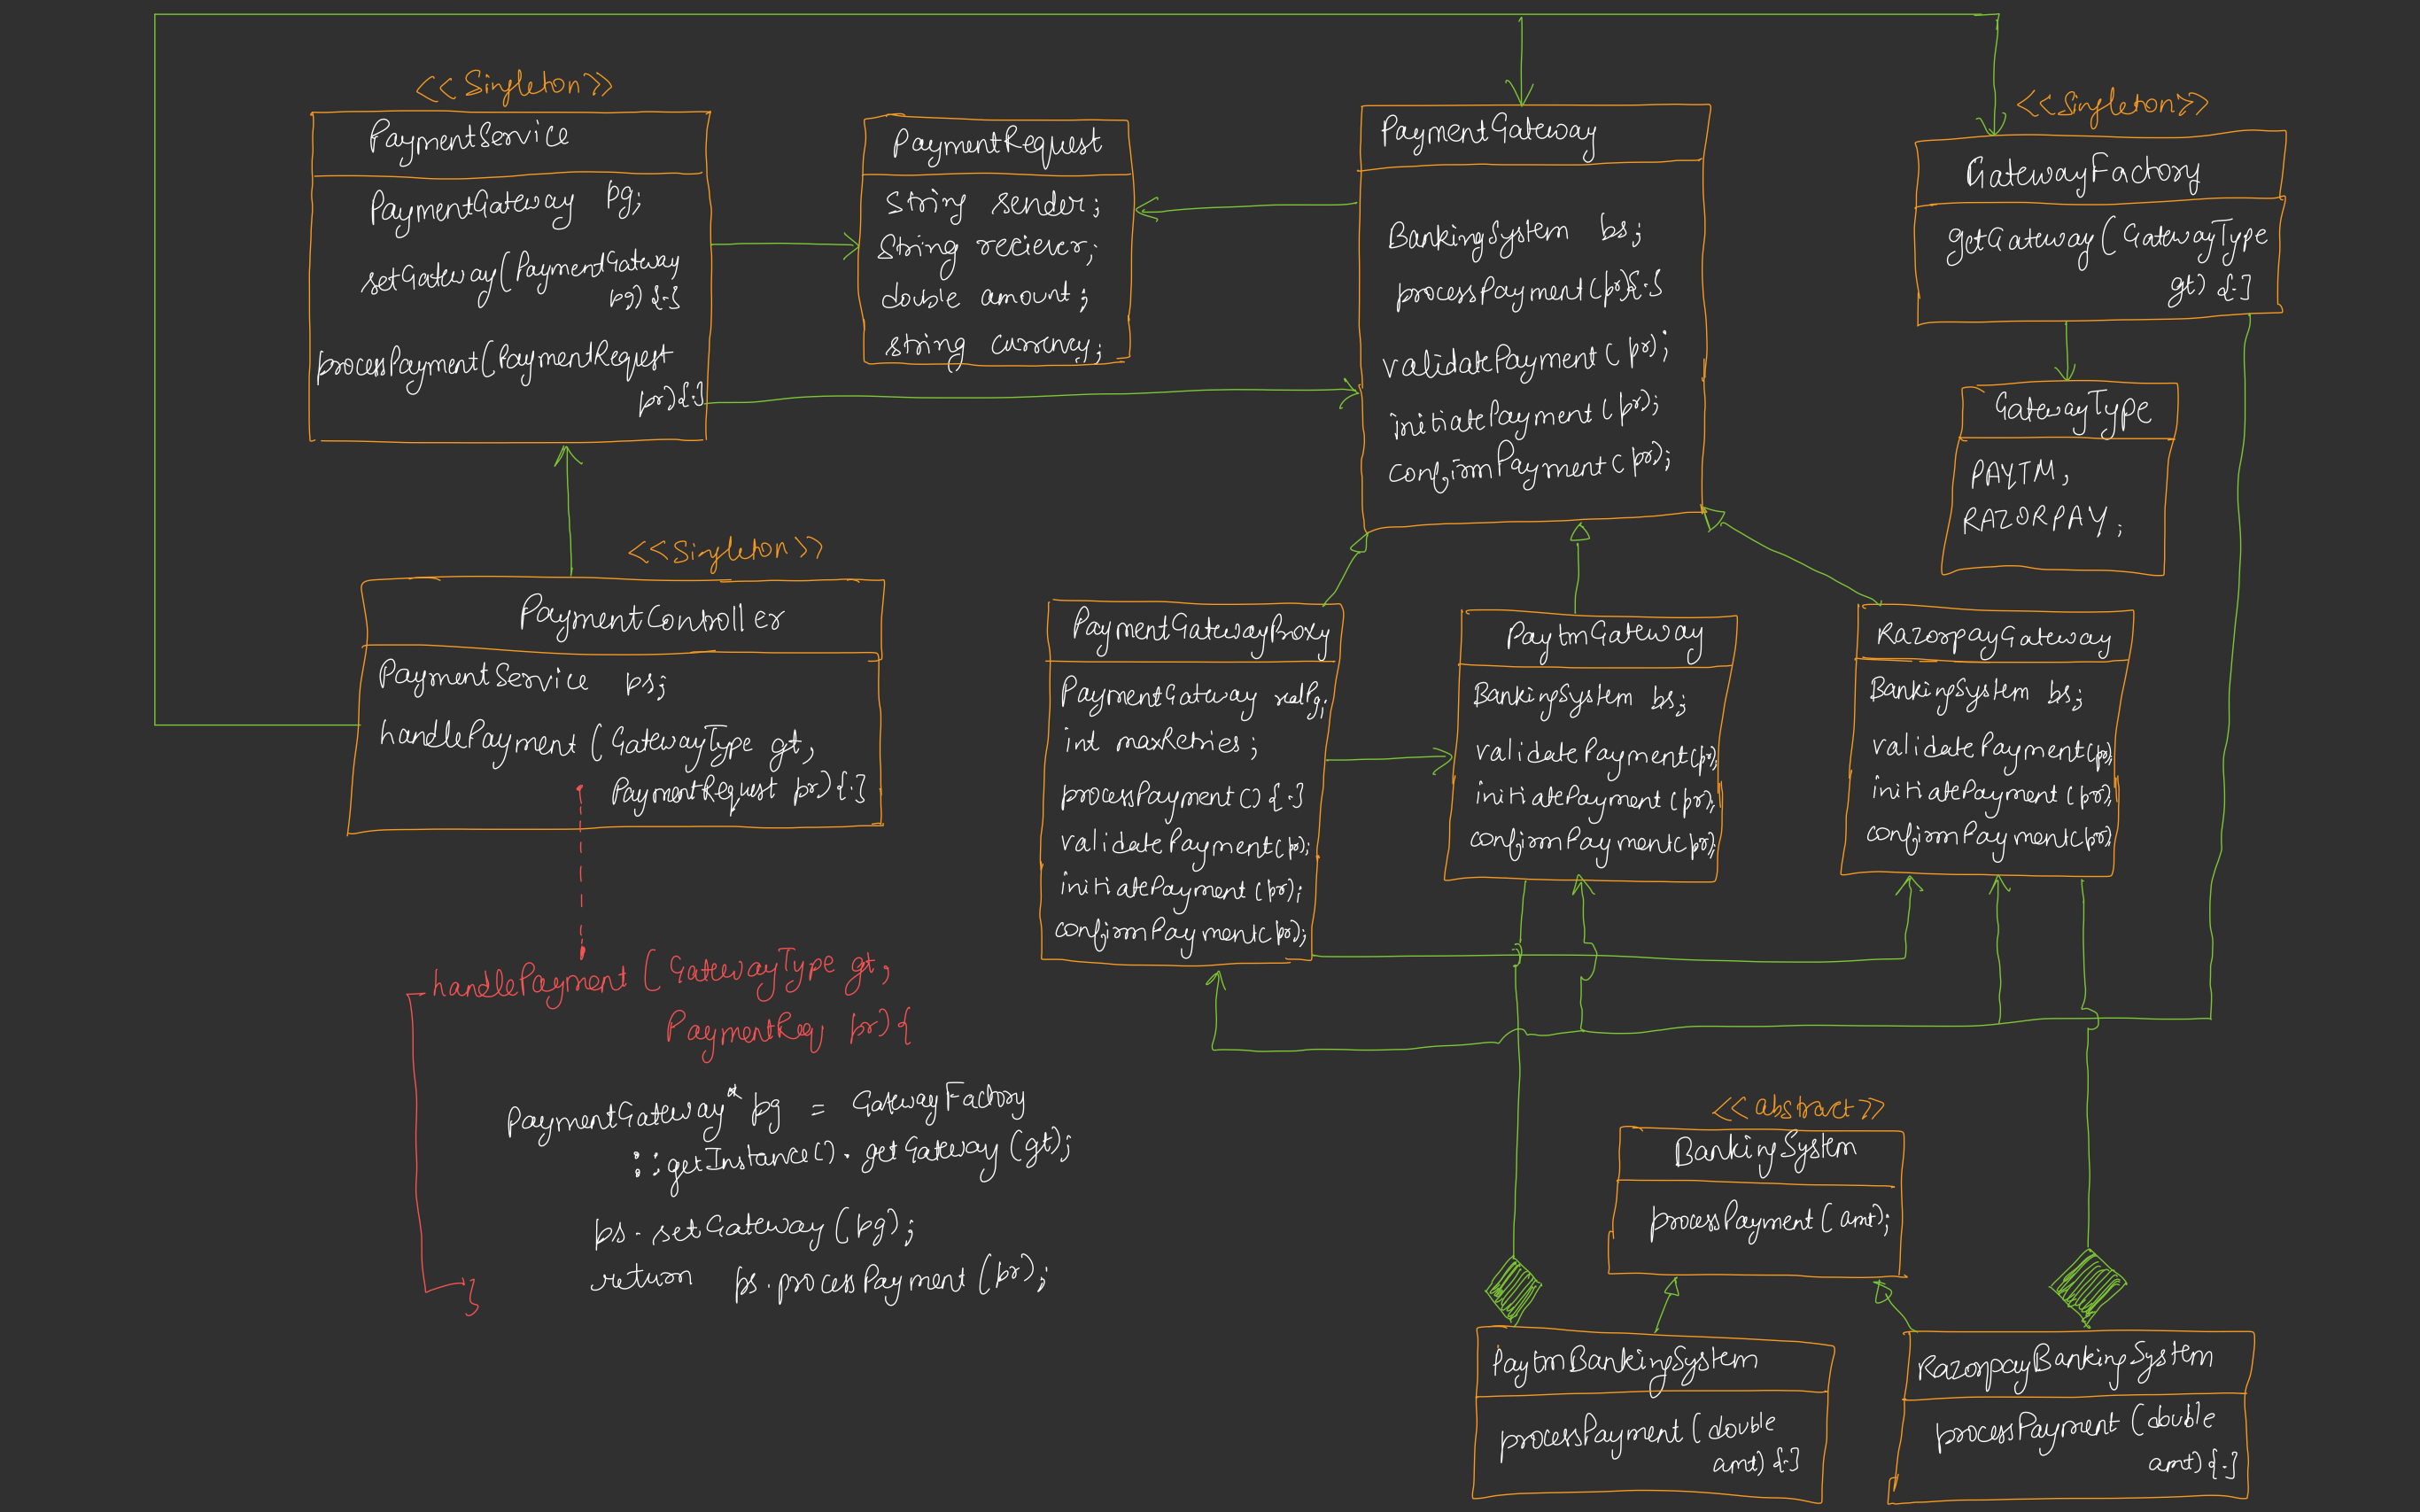 <<Singleton>>
PaymentService
PaymentGateway pg;
setGateway(PaymentGateway
pg){-}
processPayment(PaymentRequest
pr){-}
PaymentRequest
String sender;
String reciever;
double amount;
string currency;
PaymentGateway
BankingSystem bs;
processPayment(pr){-}
validatePayment(pr);
initiatePayment(pr);
confirmPayment(pr);
<<Singleton>>
GatewayFactory
getGateway(GatewayType
gt) {-}
GatewayType
PAYTM,
RAZORPAY;
<<Singleton>>
PaymentController
PaymentService ps;
handlePayment (GatewayType gt,
PaymentRequest pr){-}
PaymentGatewayProxy
PaymentGateway realPg;
int maxRetries;
processPayment(){-}
validatePayment(pr);
initiatePayment(pr);
confirmPayment(pr);
PaytmGateway
BankingSystem bs;
validatePayment(pr);
initiatePayment(pr);
confirmPayment(pr);
RazorpayGateway
BankingSystem bs;
validatePayment(pr);
initiatePayment(pr);
confirmPayment(pr);
handlePayment (GatewayType gt,
PaymentReq pr){
PaymentGateway* pg = GatewayFactory
::getInstance().getGateway(gt);
ps.setGateway(pg);
return ps.processPayment(pr);
}
<<abstract>>
BankingSystem
processPayment(amt);
PaytmBankingSystem
processPayment(double
amt){-}
RazorpayBankingSystem
processPayment(double
amt){-}